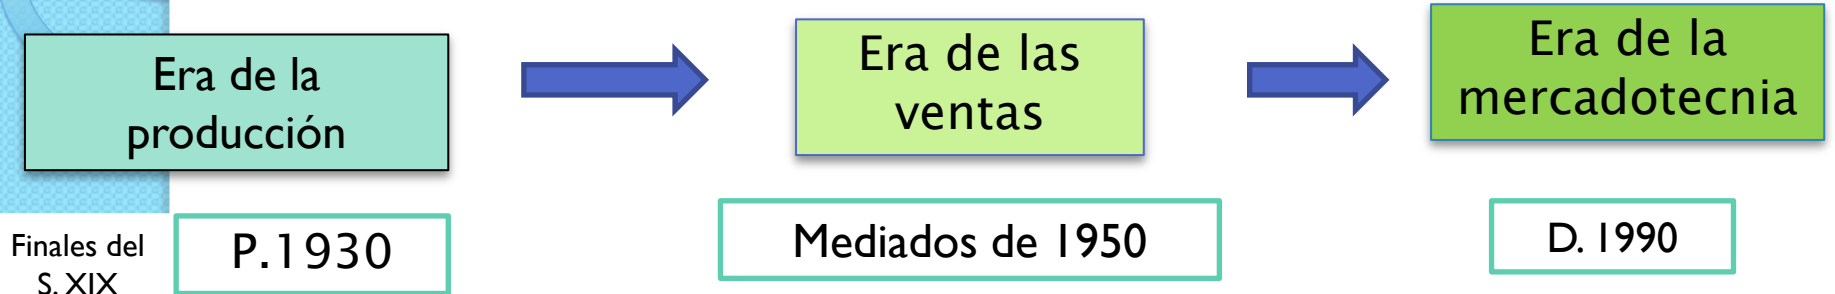 Era de la
producción
Era de las
ventas
Era de la
mercadotecnia
Finales del
S. XIX
P.1930
Mediados de 1950
D. 1990